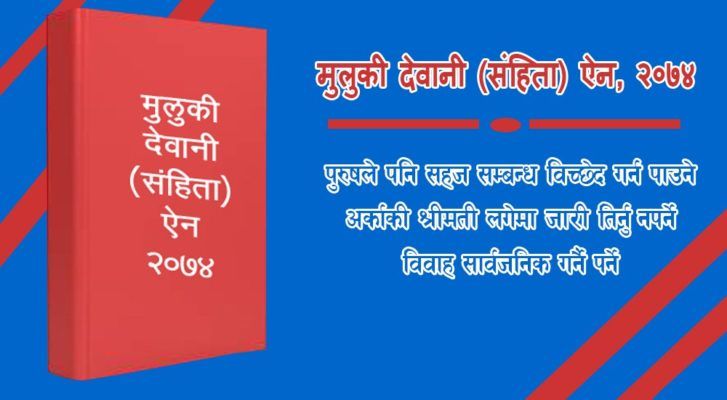 मुलुकी
देवानी
(संहिता)
ऐन
२०७४
मुलुकी देवानी (संहिता) ऐन, २०७४
पुरुषले पनि सहज सम्बन्ध विच्छेद गर्न पाउने
अर्काकी श्रीमती लगेमा जारी तिर्नु नपर्ने
विवाह सार्वजनिक गर्नै पर्ने